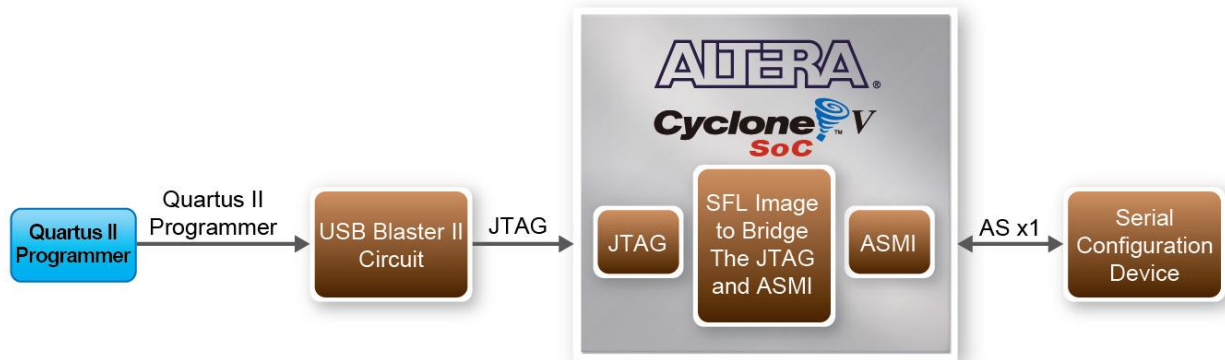 ALTERA®
Cyclone™ V
SoC
Quartus II
Programmer
Quartus II
Programmer
USB Blaster II
Circuit
JTAG
JTAG
SFL Image
to Bridge
The JTAG
and ASMI
ASMI
AS x1
Serial
Configuration
Device